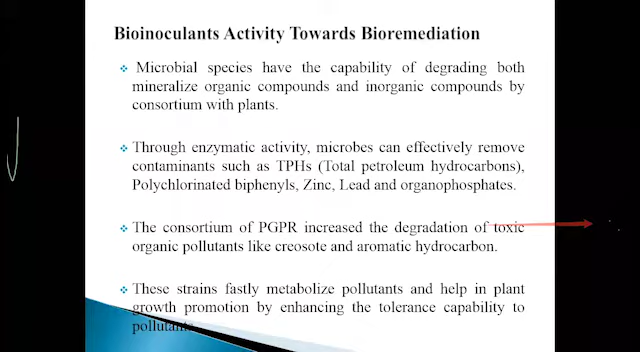 Bioinoculants Activity Towards Bioremediation
Microbial species have the capability of degrading both
mineralize organic compounds and inorganic compounds by
consortium with plants.
Through enzymatic activity, microbes can effectively remove
contaminants such as TPHs (Total petroleum hydrocarbons),
Polychlorinated biphenyls, Zinc, Lead and organophosphates.
The consortium of PGPR increased the degradation of toxic
organic pollutants like creosote and aromatic hydrocarbon.
These strains fastly metabolize pollutants and help in plant
growth promotion by enhancing the tolerance capability to
pollutants